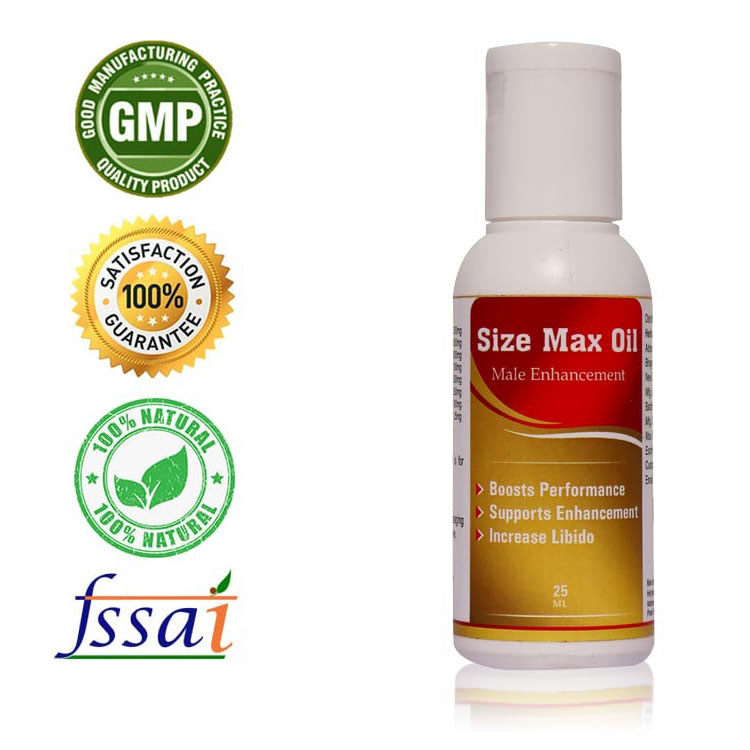 GOOD MANUFACTURING PRACTICE
GMP
QUALITY PRODUCT
SATISFACTION
100%
GUARANTEE
100% NATURAL
100% NATURAL
fssai
Size Max Oil
Male Enhancement
Boosts Performance
Supports Enhancement
Increase Libido
25
ML